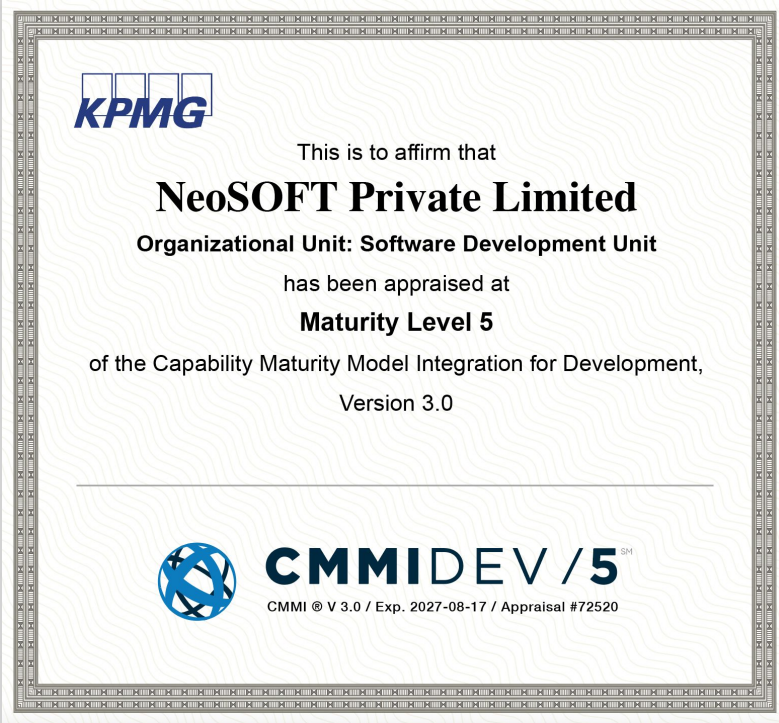 KPMG
This is to affirm that
NeoSOFT Private Limited
Organizational Unit: Software Development Unit
has been appraised at
Maturity Level 5
of the Capability Maturity Model Integration for Development,
Version 3.0
CMMIDEV/5 SM
CMMI ® V 3.0 / Exp. 2027-08-17 / Appraisal #72520